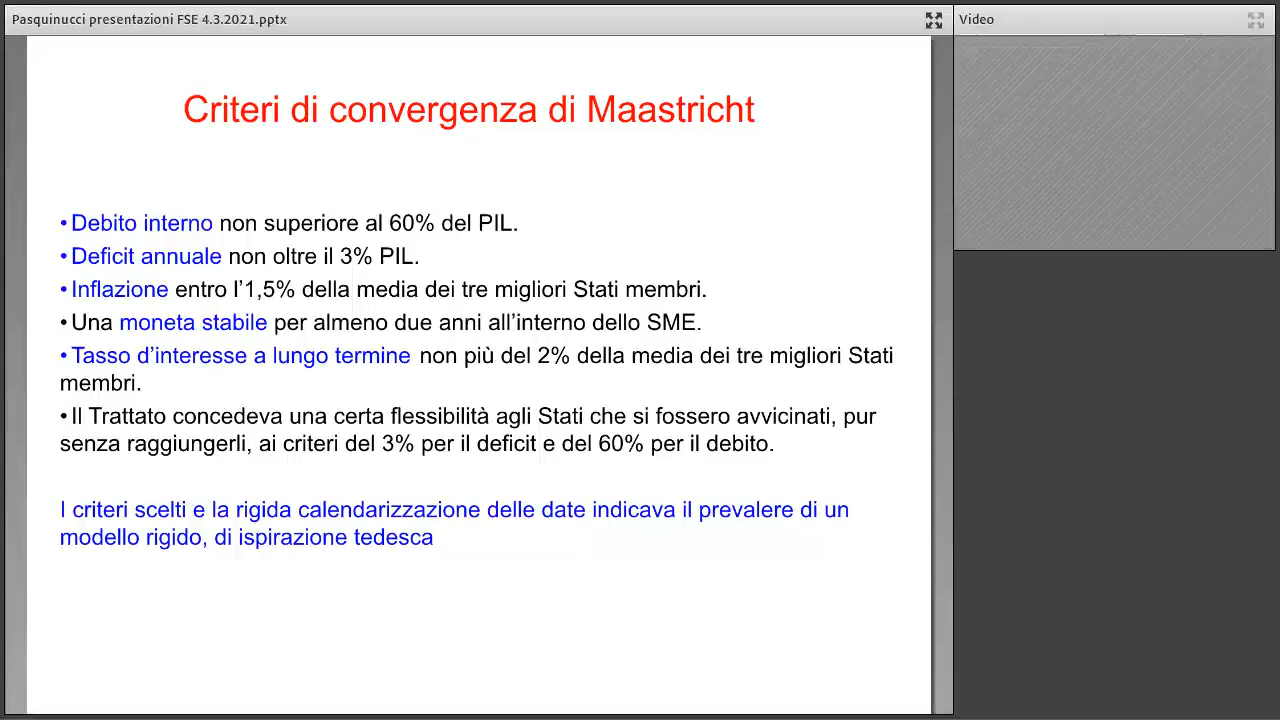 Pasquinucci presentazioni FSE 4.3.2021.pptx
Video
Criteri di convergenza di Maastricht
•Debito interno non superiore al 60% del PIL.
•Deficit annuale non oltre il 3% PIL.
•Inflazione entro l’1,5% della media dei tre migliori Stati membri.
•Una moneta stabile per almeno due anni all’interno dello SME.
•Tasso d’interesse a lungo termine non più del 2% della media dei tre migliori Stati
membri.
•Il Trattato concedeva una certa flessibilità agli Stati che si fossero avvicinati, pur
senza raggiungerli, ai criteri del 3% per il deficit e del 60% per il debito.
I criteri scelti e la rigida calendarizzazione delle date indicava il prevalere di un
modello rigido, di ispirazione tedesca